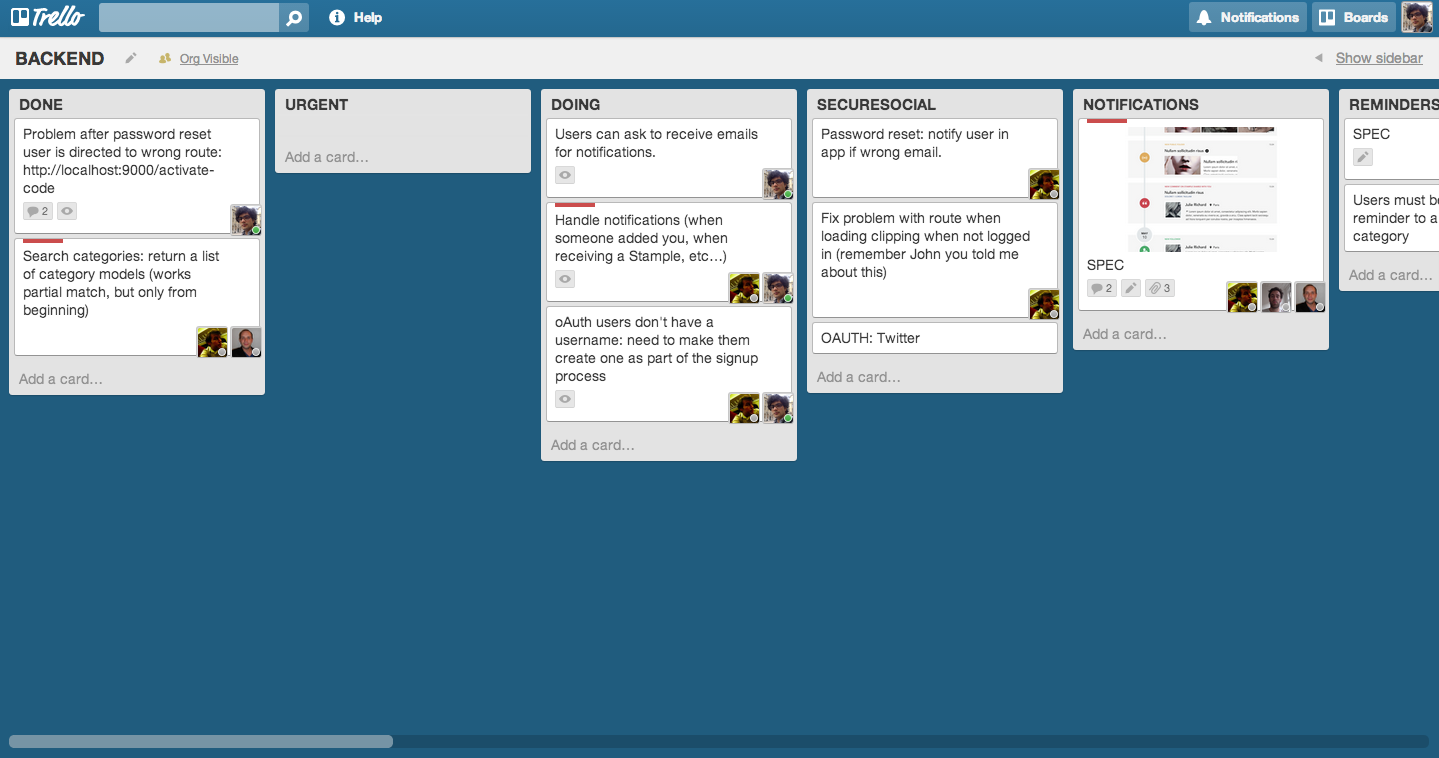 Trello
Help
Notifications
Boards
BACKEND
Org Visible
Show sidebar
DONE
Problem after password reset
user is directed to wrong route:
http://localhost:9000/activate-
code
2
Search categories: return a list
of category models (works
partial match, but only from
beginning)
Add a card…
URGENT
Add a card…
DOING
Users can ask to receive emails
for notifications.
Handle notifications (when
someone added you, when
receiving a Stample, etc…)
oAuth users don't have a
username: need to make them
create one as part of the signup
process
Add a card…
SECURESOCIAL
Password reset: notify user in
app if wrong email.
Fix problem with route when
loading clipping when not logged
in (remember John you told me
about this)
OAUTH: Twitter
Add a card…
NOTIFICATIONS
SPEC
2
3
Add a card…
REMINDERS
SPEC
Users must be
reminder to a
category
Add a card…